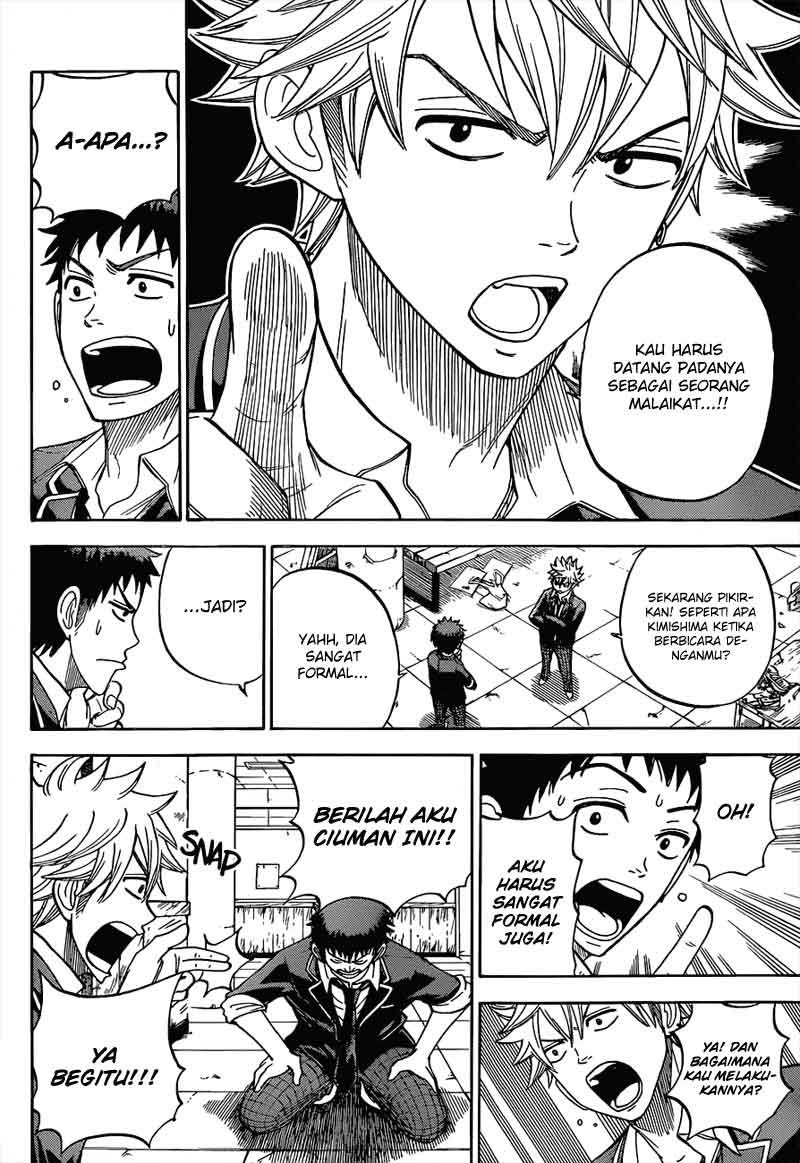 KAU HARUS
DATANG PADANYA
SEBAGAI SEORANG
MALAIKAT...!!
A-APA...?
SEKARANG PIKIR-
KAN! SEPERTI APA
KIMISHIMA KETIKA
BERBICARA DE-
NGANMU?
YAHH, DIA
SANGAT
FORMAL...
...JADI?
OH!
AKU
HARUS
SANGAT
FORMAL
JUGA!
YA! DAN
BAGAIMANA
KAU MELAKU-
KANNYA?
BERILAH AKU
CIUMAN INI!!
SNAP
YA
BEGITU!!!